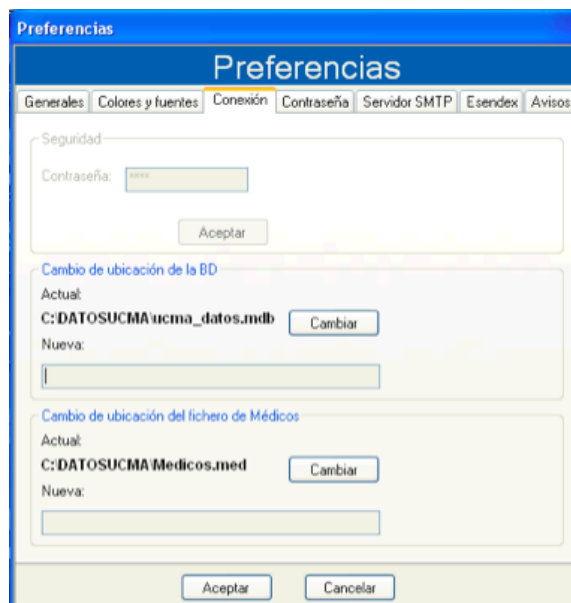 Preferencias
Preferencias
Generales Colores y fuentes Conexión Contraseña Servidor SMTP Esendex Avisos
Seguridad
Contraseña: ****
Aceptar
Cambio de ubicación de la BD
Actual:
C:\DATOSUCMA\ucma_datos.mdb Cambiar
Nueva:
Cambio de ubicación del fichero de Médicos
Actual:
C:\DATOSUCMA\Medicos.med Cambiar
Nueva:
Aceptar Cancelar